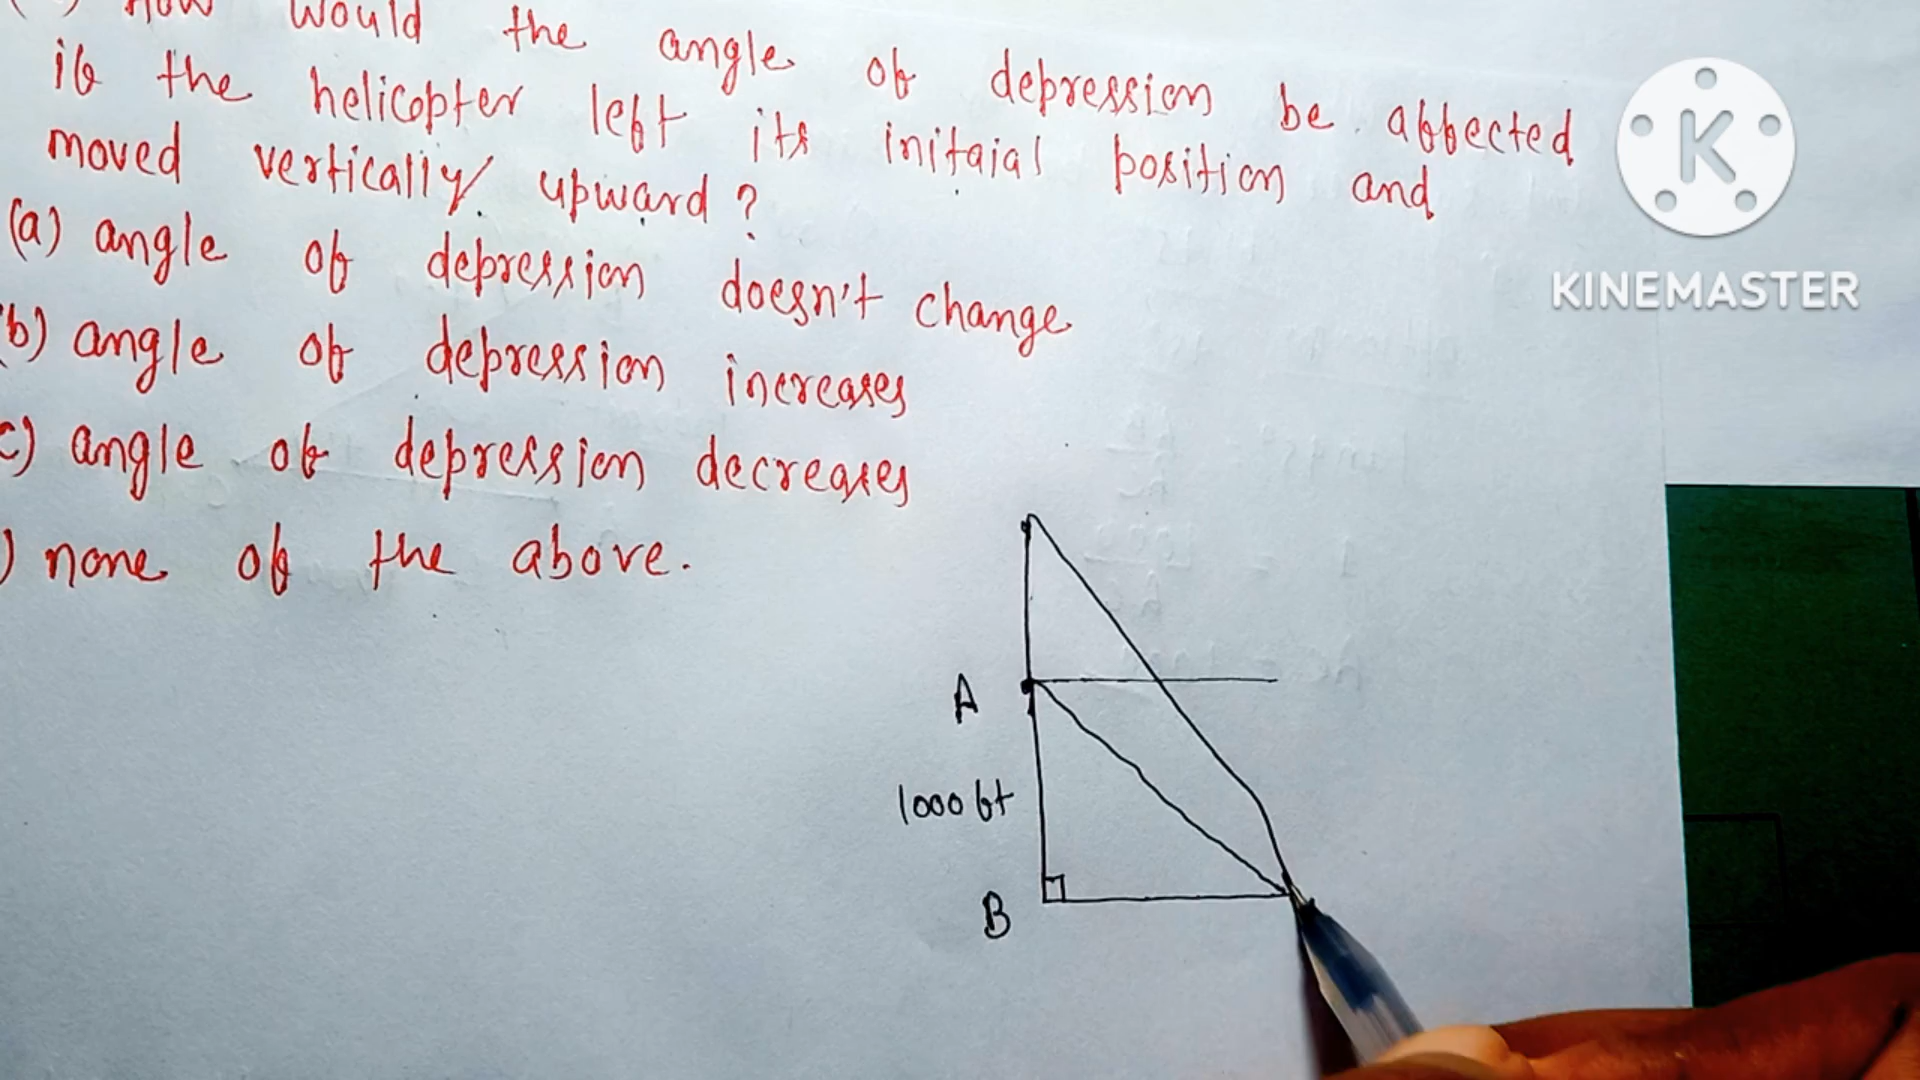 How would the angle of depression be affected
if the helicopter left its initaial position and
moved vertically upward ?
(a) angle of depression doesn't change
b) angle of depression increases
c) angle of depression decreases
) none of the above.
KINEMASTER
A
1000 ft
B